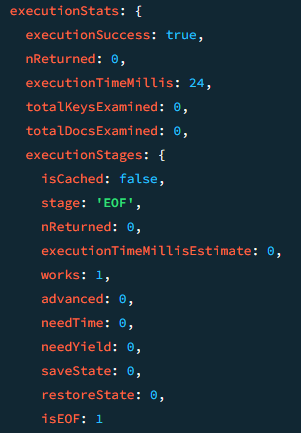 executionStats: {
executionSuccess: true,
nReturned: 0,
executionTimeMillis: 24,
totalKeysExamined: 0,
totalDocsExamined: 0,
executionStages: {
isCached: false,
stage: 'EOF',
nReturned: 0,
executionTimeMillisEstimate: 0,
works: 1,
advanced: 0,
needTime: 0,
needYield: 0,
saveState: 0,
restoreState: 0,
isEOF: 1